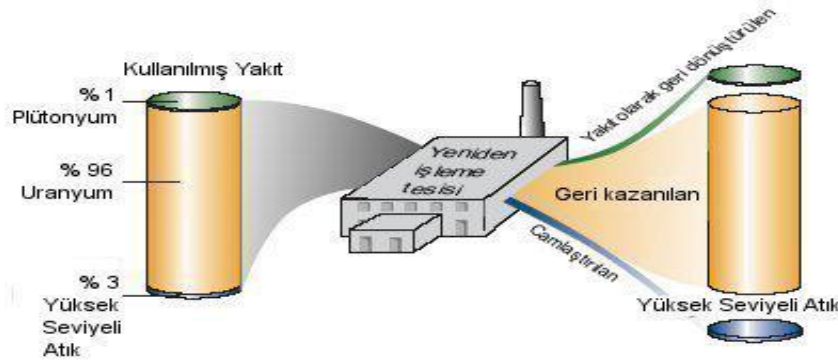 Kullanılmış Yakıt
% 1
Plütonyum
% 96
Uranyum
% 3
Yüksek
Seviyeli
Atık
Yeniden
işleme
tesisi
Yakıt olarak geri dönüştürülen
Geri kazanılan
Camlaştırılan
Yüksek Seviyeli Atık